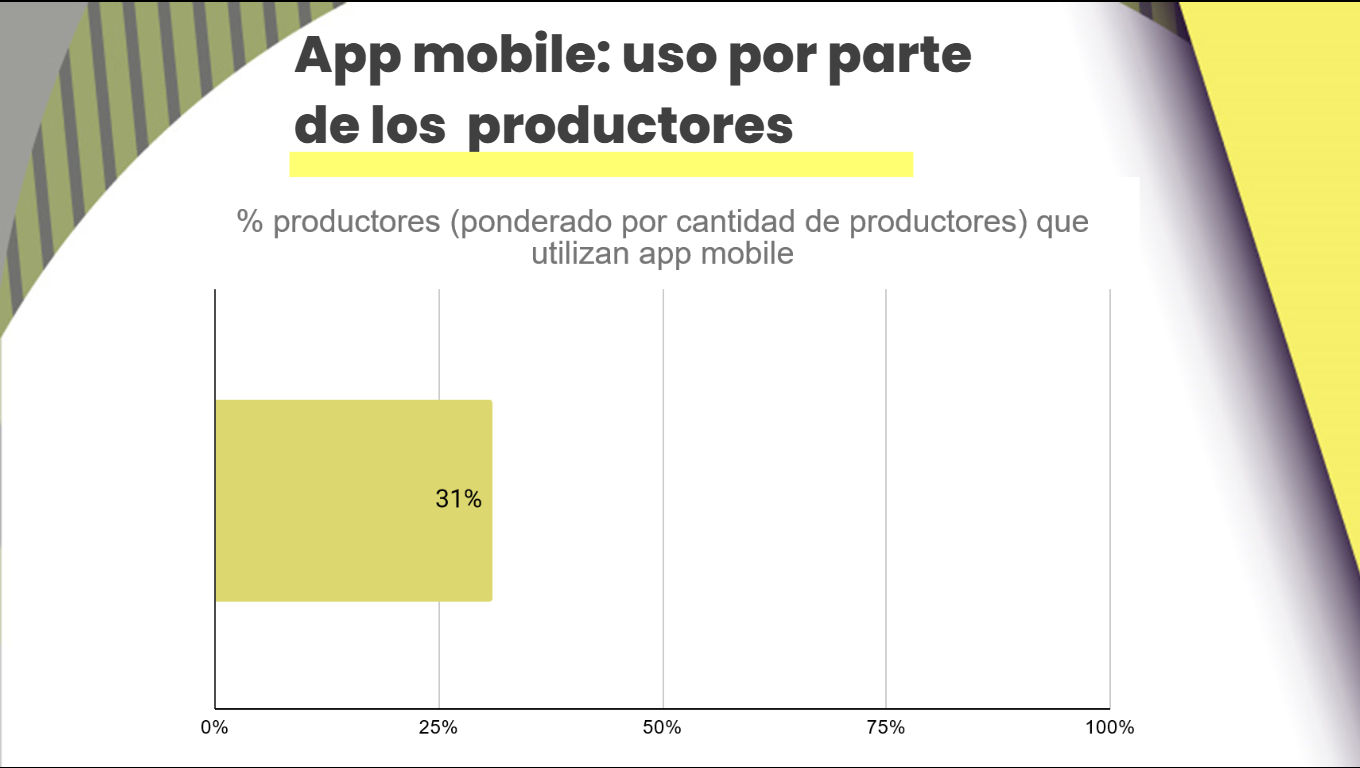 App mobile: uso por parte
de los productores
% productores (ponderado por cantidad de productores) que
utilizan app mobile
31%
0% 25% 50% 75% 100%